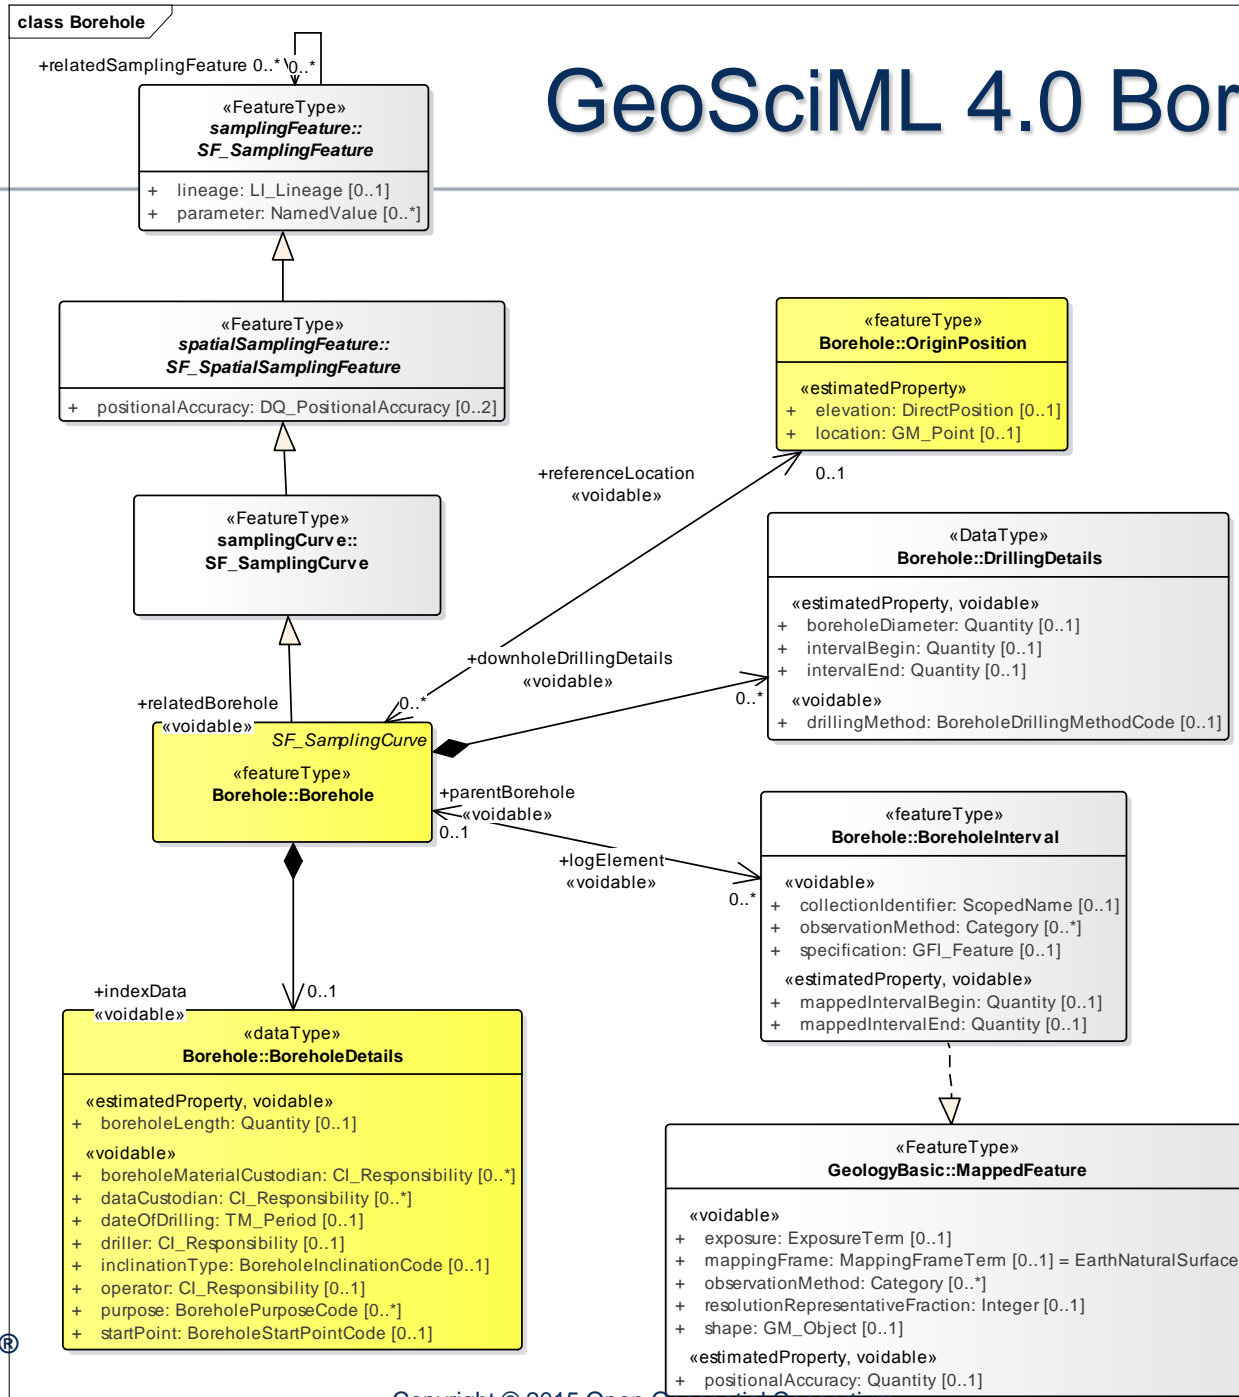 class Borehole
GeoSciML 4.0 Bor
+relatedSamplingFeature 0..* 0..*
«FeatureType»
samplingFeature::
SF_SamplingFeature
+ lineage: LI_Lineage [0..1]
+ parameter: NamedValue [0..*]
«FeatureType»
spatialSamplingFeature::
SF_SpatialSamplingFeature
+ positionalAccuracy: DQ_PositionalAccuracy [0..2]
«featureType»
Borehole::OriginPosition
«estimatedProperty»
+ elevation: DirectPosition [0..1]
+ location: GM_Point [0..1]
+referenceLocation
«voidable»
0..1
«FeatureType»
samplingCurve::
SF_SamplingCurve
«DataType»
Borehole::DrillingDetails
«estimatedProperty, voidable»
+ boreholeDiameter: Quantity [0..1]
+ intervalBegin: Quantity [0..1]
+ intervalEnd: Quantity [0..1]
«voidable»
+ drillingMethod: BoreholeDrillingMethodCode [0..1]
+downholeDrillingDetails
«voidable»
0..*
0..*
+relatedBorehole
«voidable»
SF_SamplingCurve
«featureType»
Borehole::Borehole
+parentBorehole
«voidable»
0..1
+logElement
«voidable»
0..*
«featureType»
Borehole::BoreholeInterval
«voidable»
+ collectionIdentifier: ScopedName [0..1]
+ observationMethod: Category [0..*]
+ specification: GFI_Feature [0..1]
«estimatedProperty, voidable»
+ mappedIntervalBegin: Quantity [0..1]
+ mappedIntervalEnd: Quantity [0..1]
+indexData
«voidable»
0..1
«dataType»
Borehole::BoreholeDetails
«estimatedProperty, voidable»
+ boreholeLength: Quantity [0..1]
«voidable»
+ boreholeMaterialCustodian: CI_Responsibility [0..*]
+ dataCustodian: CI_Responsibility [0..*]
+ dateOfDrilling: TM_Period [0..1]
+ driller: CI_Responsibility [0..1]
+ inclinationType: BoreholeInclinationCode [0..1]
+ operator: CI_Responsibility [0..1]
+ purpose: BoreholePurposeCode [0..*]
+ startPoint: BoreholeStartPointCode [0..1]
«FeatureType»
GeologyBasic::MappedFeature
«voidable»
+ exposure: ExposureTerm [0..1]
+ mappingFrame: MappingFrameTerm [0..1] = EarthNaturalSurface
+ observationMethod: Category [0..*]
+ resolutionRepresentativeFraction: Integer [0..1]
+ shape: GM_Object [0..1]
«estimatedProperty, voidable»
+ positionalAccuracy: Quantity [0..1]
®
Copyright © 2015 Open